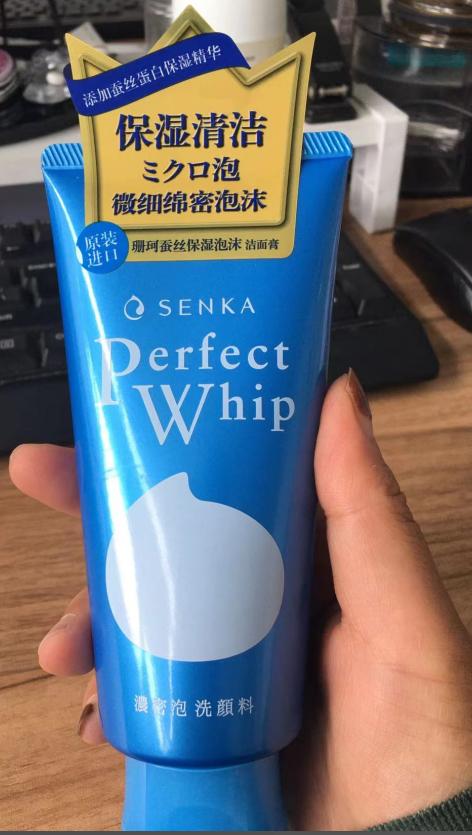 添加蚕丝蛋白保湿精华
保湿清洁
ミクロ泡
微细绵密泡沫
原装
进口
珊珂蚕丝保湿泡沫 洁面膏
SENKA
Perfect
Whip
濃密泡 洗顔料